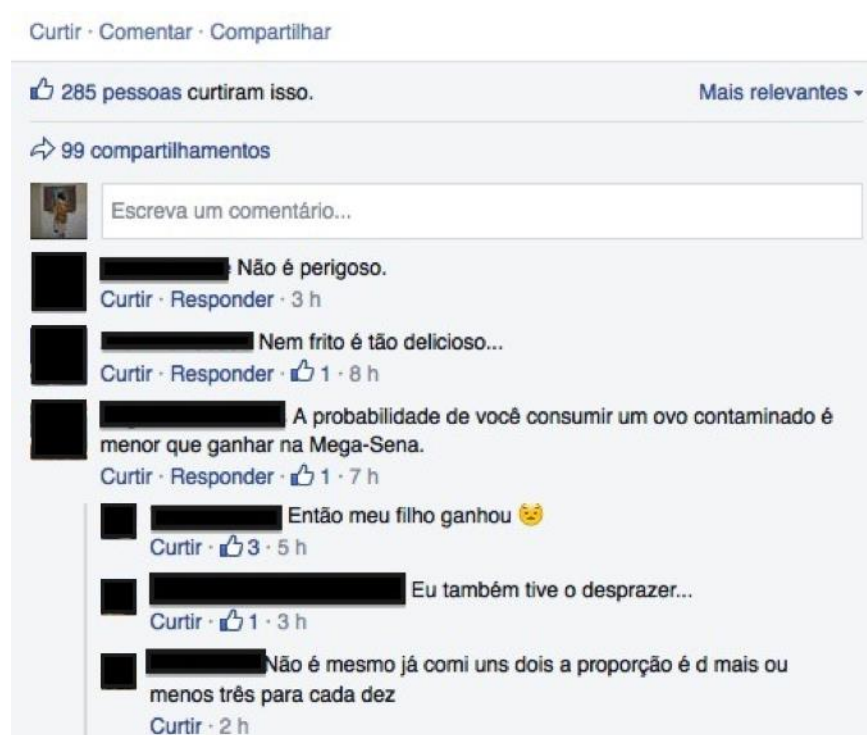 Curtir · Comentar · Compartilhar
285 pessoas curtiram isso. Mais relevantes
99 compartilhamentos
Escreva um comentário...
Não é perigoso.
Curtir · Responder · 3 h
Nem frito é tão delicioso...
Curtir · Responder · 1 · 8 h
A probabilidade de você consumir um ovo contaminado é
menor que ganhar na Mega-Sena.
Curtir · Responder · 1 · 7 h
Então meu filho ganhou 😣
Curtir · 3 · 5 h
Eu também tive o desprazer...
Curtir · 1 · 3 h
Não é mesmo já comi uns dois a proporção é d mais ou
menos três para cada dez
Curtir · 2 h